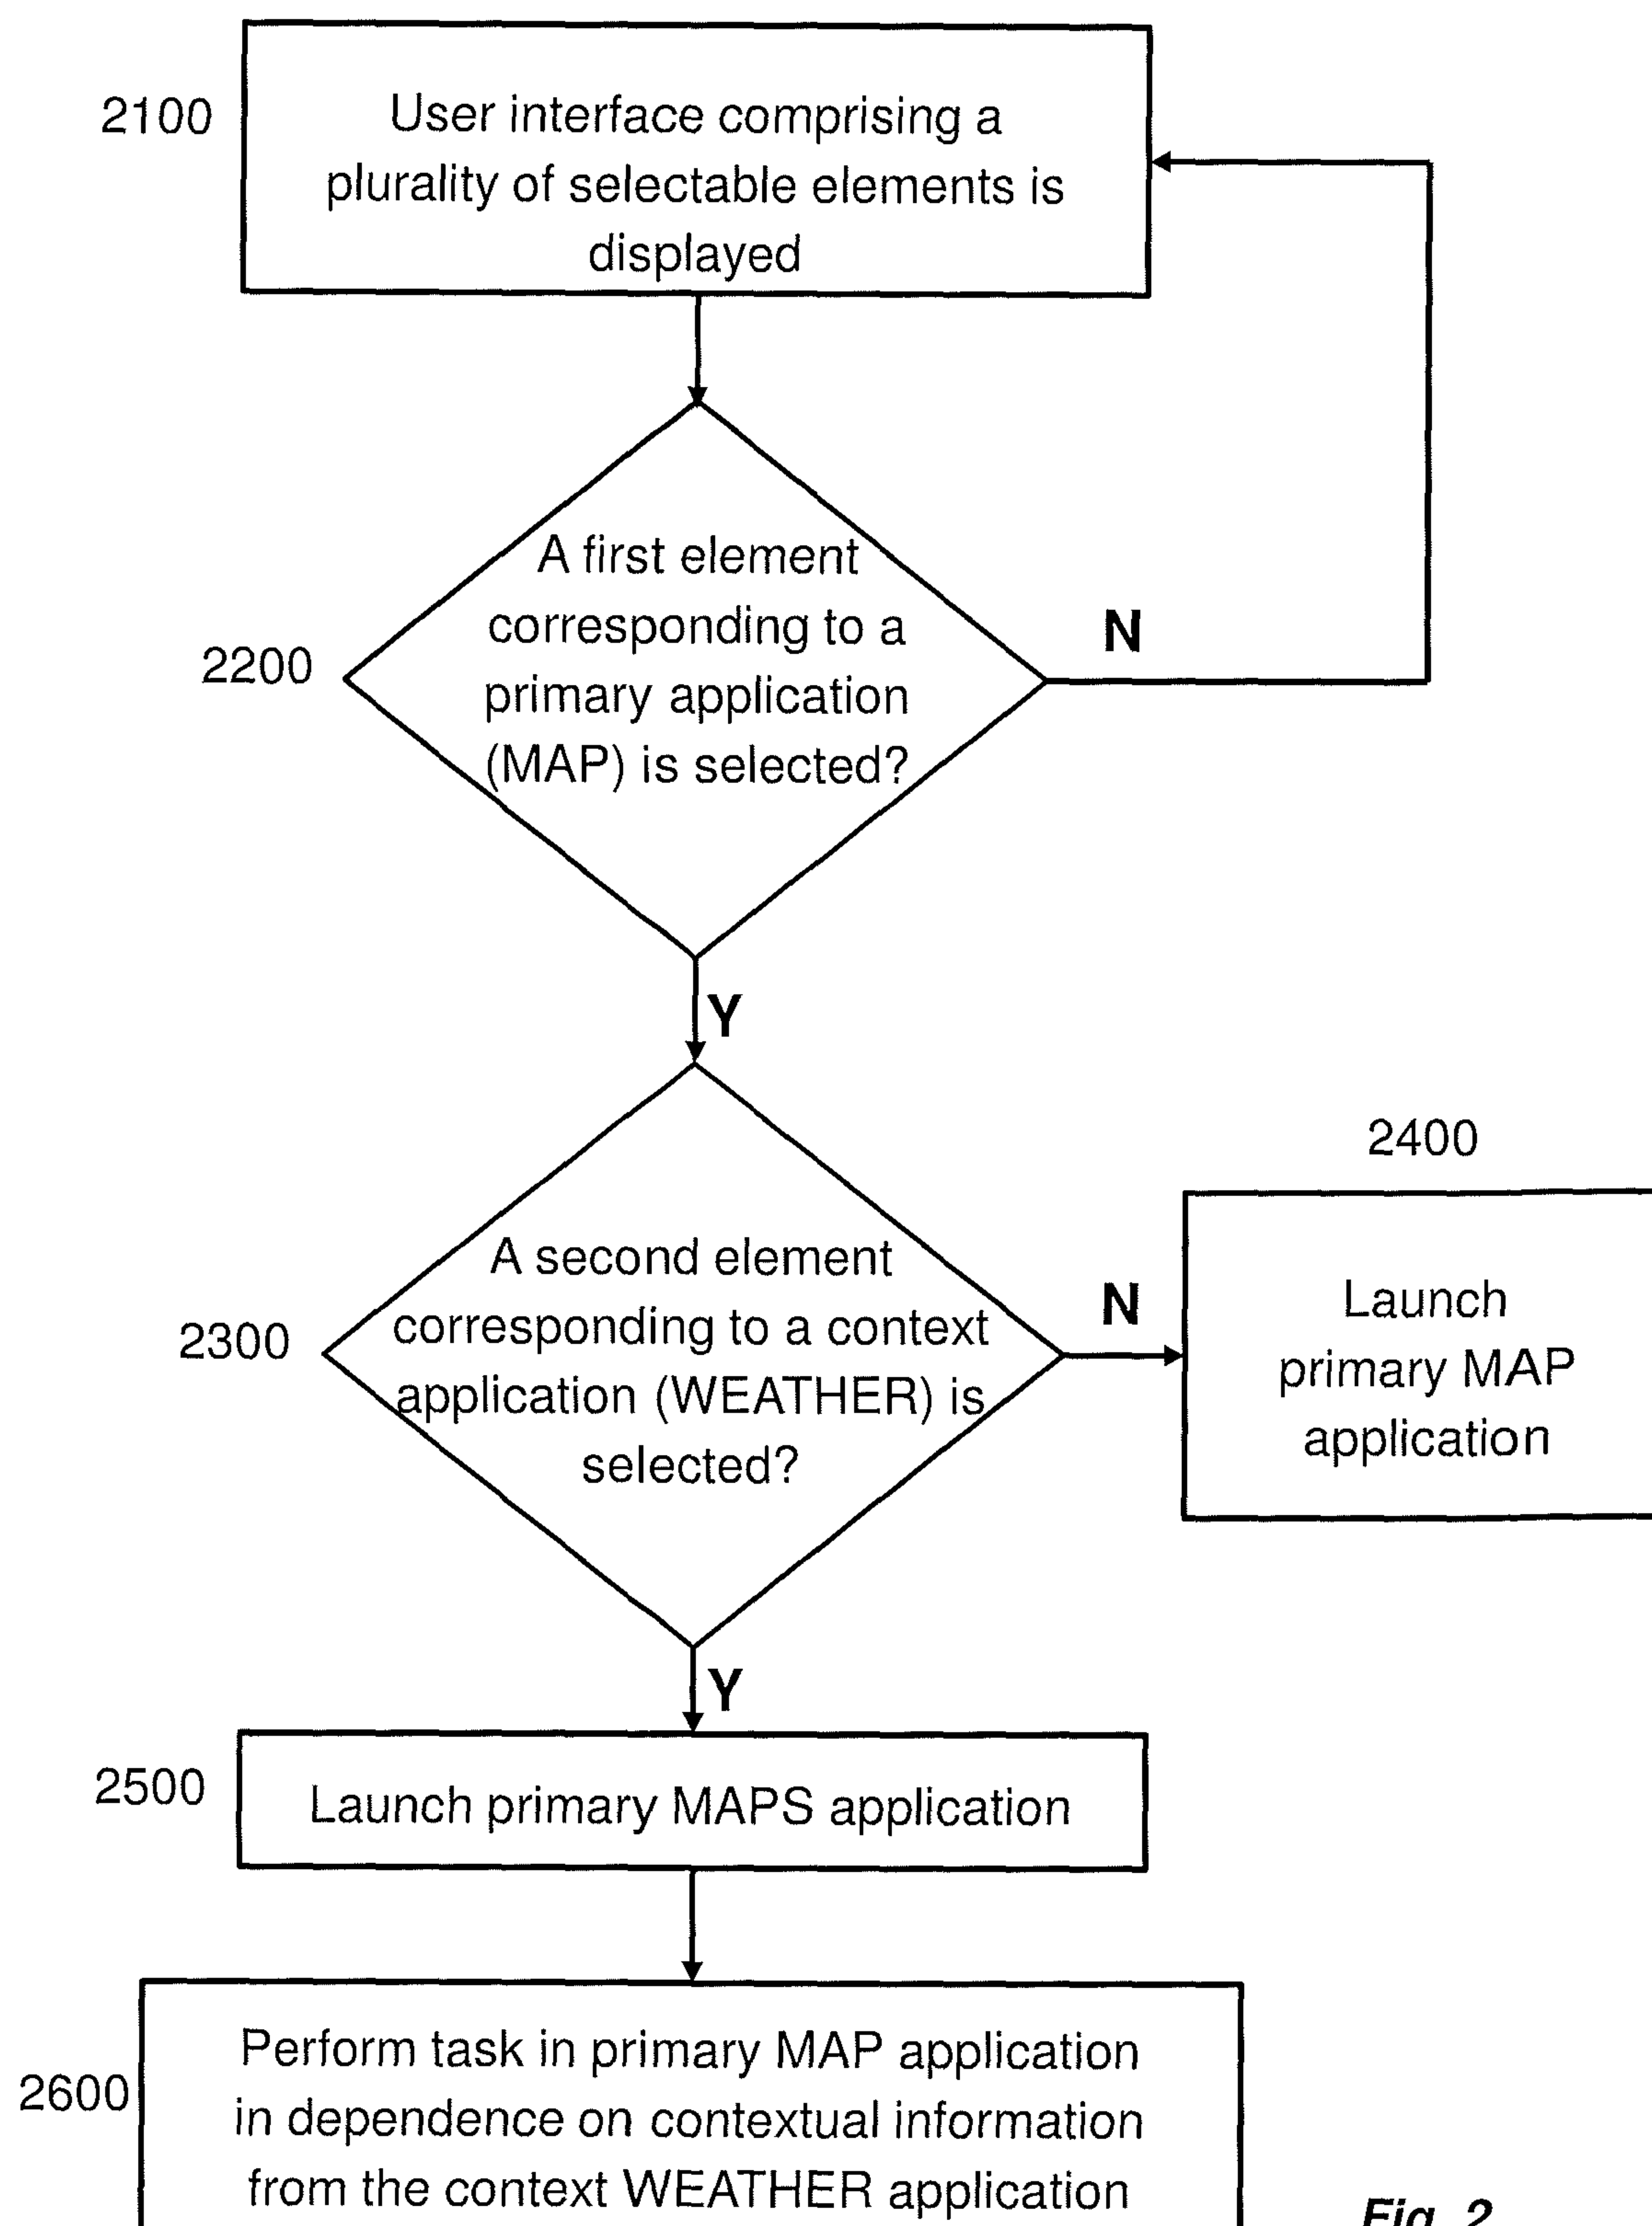 2100
User interface comprising a
plurality of selectable elements is
displayed
2200
A first element
corresponding to a
primary application
(MAP) is selected?
N
Y
2300
A second element
corresponding to a context
application (WEATHER) is
selected?
N
2400
Launch
primary MAP
application
Y
2500
Launch primary MAPS application
2600
Perform task in primary MAP application
in dependence on contextual information
from the context WEATHER application
Fig. 2